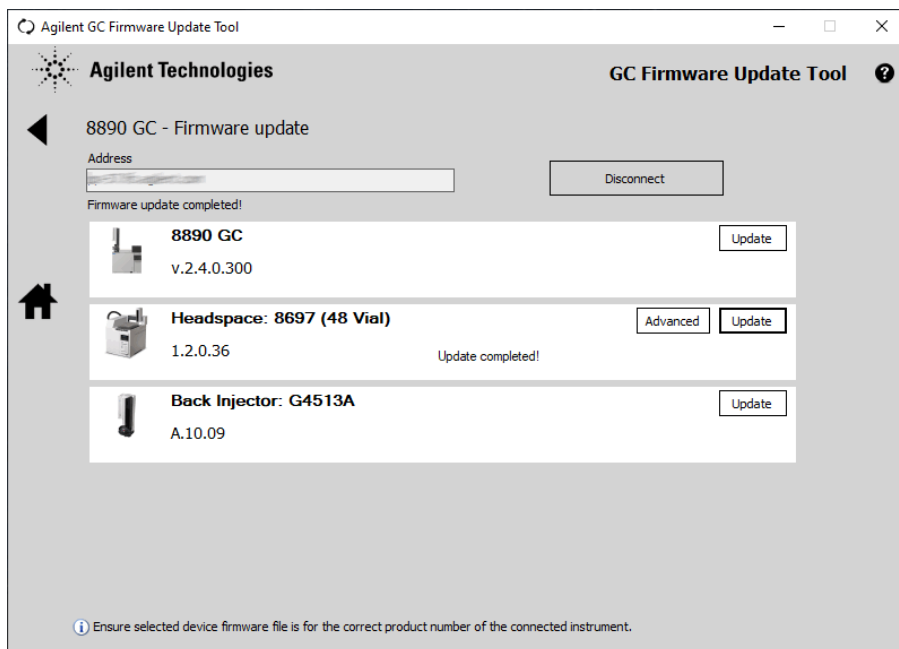 Agilent GC Firmware Update Tool
Agilent Technologies
GC Firmware Update Tool
?
8890 GC - Firmware update
Address
Disconnect
Firmware update completed!
8890 GC
Update
v.2.4.0.300
Headspace: 8697 (48 Vial)
Advanced
Update
1.2.0.36
Update completed!
Back Injector: G4513A
Update
A.10.09
i Ensure selected device firmware file is for the correct product number of the connected instrument.